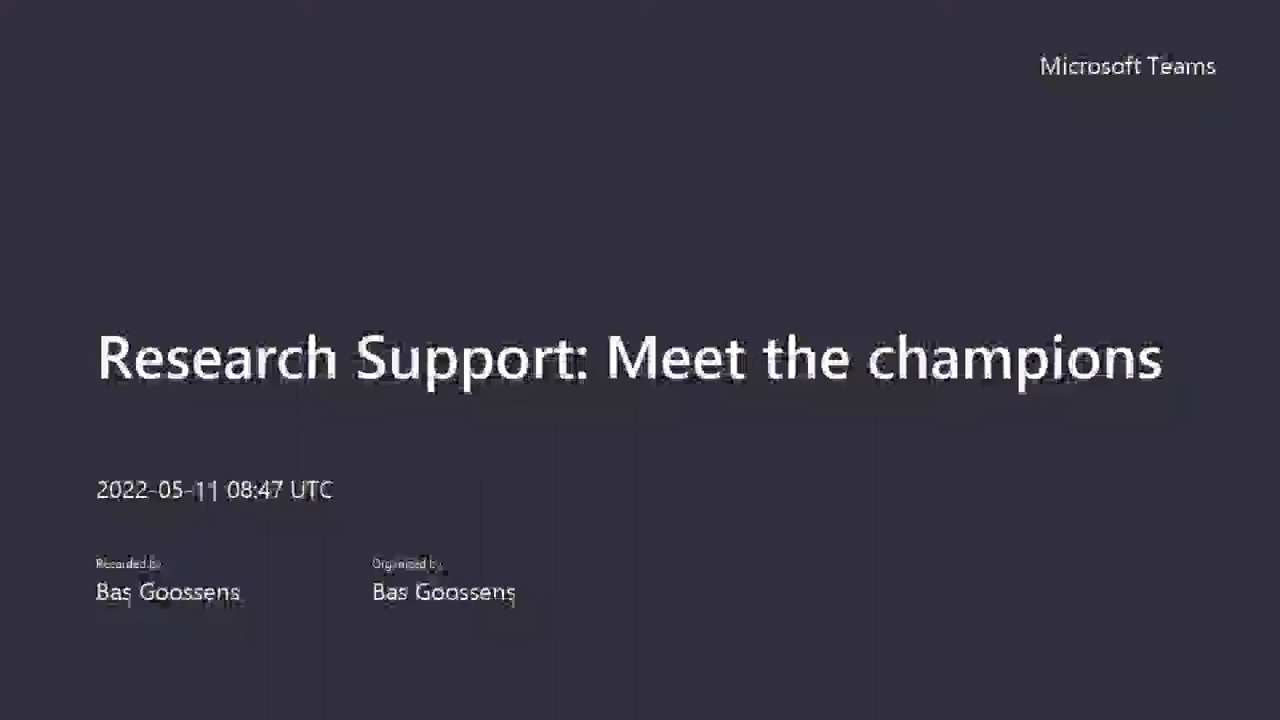 Microsoft Teams
Research Support: Meet the champions
2022-05-11 08:47 UTC
Recorded by
Organized by
Bas Goossens
Bas Goossens